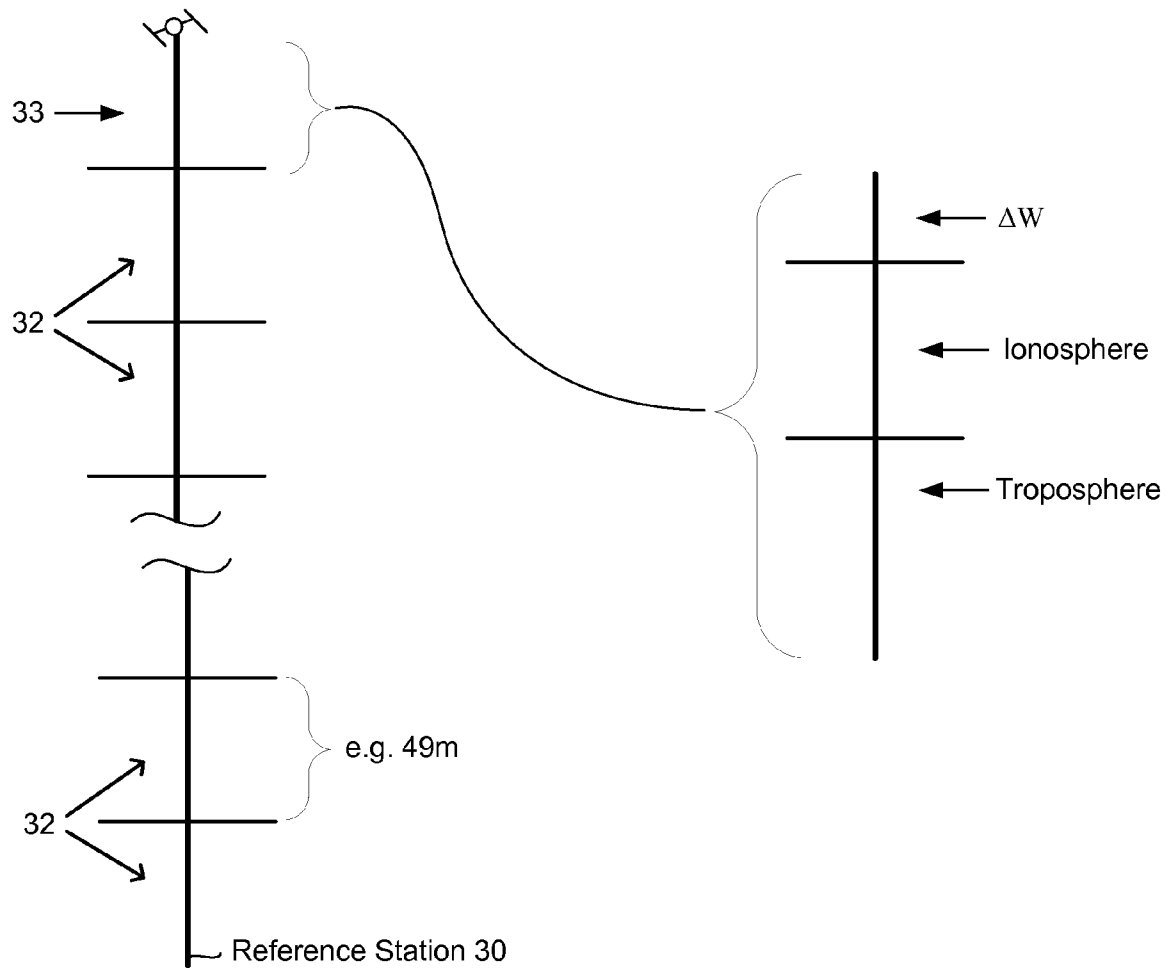 33
ΔW
32
Ionosphere
Troposphere
e.g. 49m
32
Reference Station 30